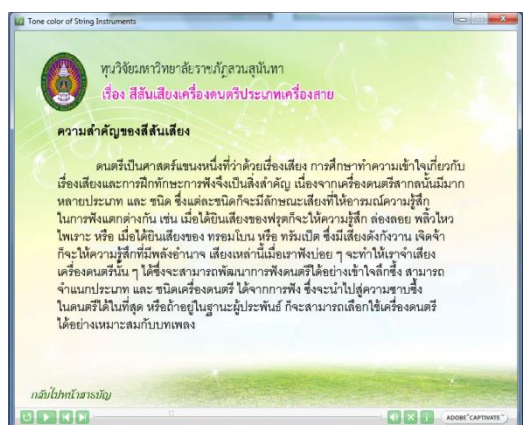 Tone color of String Instruments
ทุนวิจัยมหาวิทยาลัยราชภัฏสวนสุนันทา
เรื่อง สีสันเสียงเครื่องดนตรีประเภทเครื่องสาย
ความสำคัญของสีสันเสียง
ดนตรีเป็นศาสตร์แขนงหนึ่งที่ว่าด้วยเรื่องเสียง การศึกษาทำความเข้าใจเกี่ยวกับ
เรื่องเสียงและการฝึกทักษะการฟังจึงเป็นสิ่งสำคัญ เนื่องจากเครื่องดนตรีสากลนั้นมีมาก
หลายประเภท และ ชนิด ซึ่งแต่ละชนิดก็จะมีลักษณะเสียงที่ให้อารมณ์ความรู้สึก
ในการฟังแตกต่างกัน เช่น เมื่อได้ยินเสียงของฟรุตก็จะให้ความรู้สึก ล่องลอย พลิ้วไหว
ไพเราะ หรือ เมื่อได้ยินเสียงของ ทรอมโบน หรือ ทรัมเป็ต ซึ่งมีเสียงดังกังวาน เจิดจ้า
ก็จะให้ความรู้สึกที่มีพลังอำนาจ เสียงเหล่านี้เมื่อเราฟังบ่อย ๆ จะทำให้เราจำเสียง
เครื่องดนตรีนั้น ๆ ได้ซึ่งจะสามารถพัฒนาการฟังดนตรีได้อย่างเข้าใจลึกซึ้ง สามารถ
จำแนกประเภท และ ชนิดเครื่องดนตรี ได้จากการฟัง ซึ่งจะนำไปสู่ความซาบซึ้ง
ในดนตรีได้ในที่สุด หรือถ้าอยู่ในฐานะผู้ประพันธ์ ก็จะสามารถเลือกใช้เครื่องดนตรี
ได้อย่างเหมาะสมกับบทเพลง
กลับไปหน้าสารบัญ
ADOBE CAPTIVATE